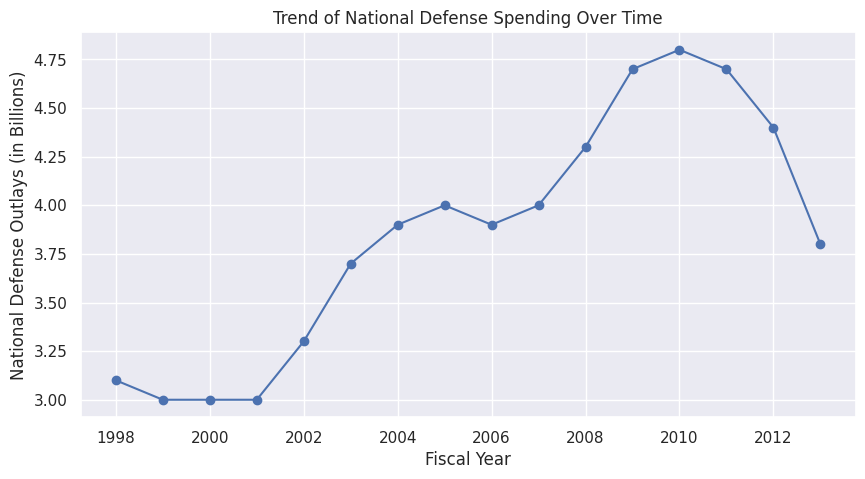 Trend of National Defense Spending Over Time
National Defense Outlays (in Billions)
4.75
4.50
4.25
4.00
3.75
3.50
3.25
3.00
1998 2000 2002 2004 2006 2008 2010 2012
Fiscal Year